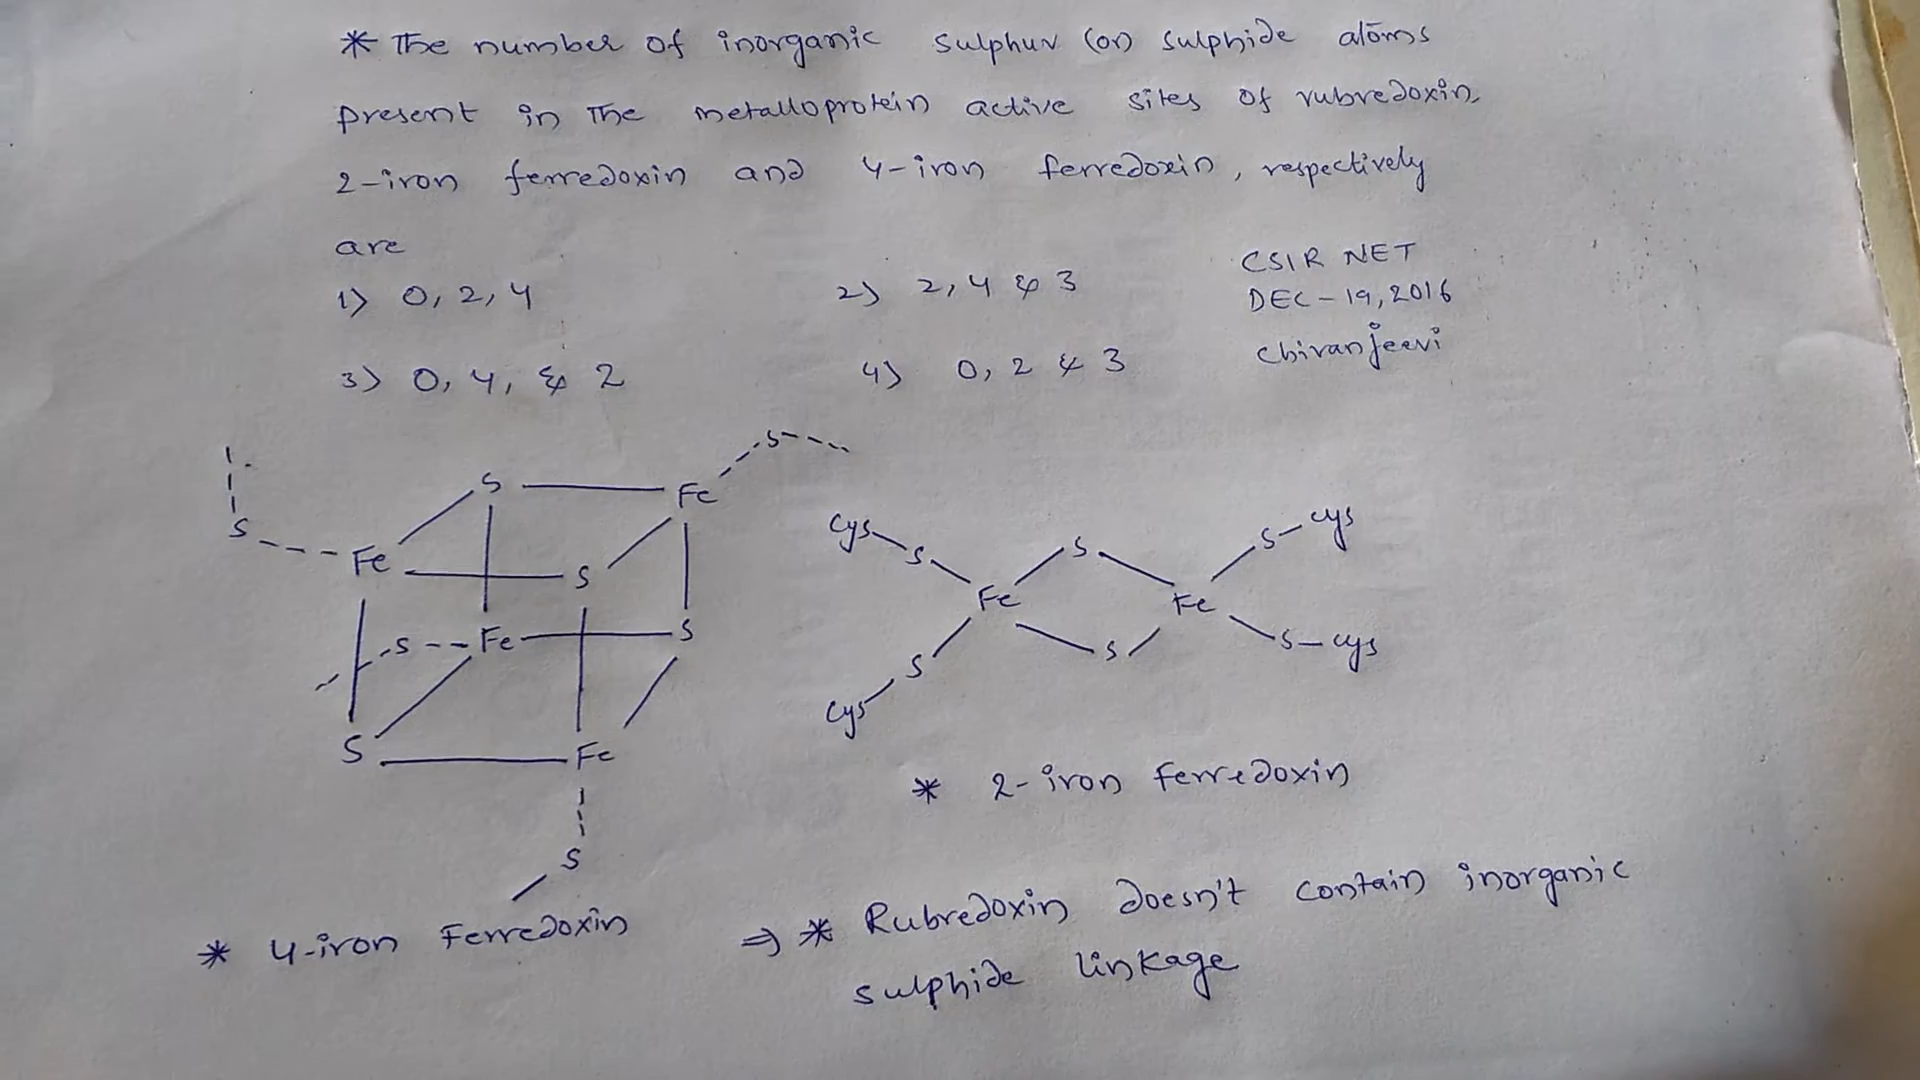 * The number of inorganic sulphur (or) sulphide atoms
present in the metalloprotein active sites of rubredoxin,
2-iron ferredoxin and 4-iron ferredoxin, respectively
are
1) 0, 2, 4
2) 2, 4 & 3
CSIR NET
DEC-19, 2016
Chiranjeevi
3) 0, 4, & 2
4) 0, 2 & 3
S
S
Fe
S
Fe
S
S
Fe
S
S
Fe
S
Cys
S
S
S
Cys
Fe
Fe
S
S
S
Cys
Cys
* 2-iron Ferredoxin
* 4-iron Ferredoxin
⇒ * Rubredoxin doesn't contain inorganic
sulphide linkage